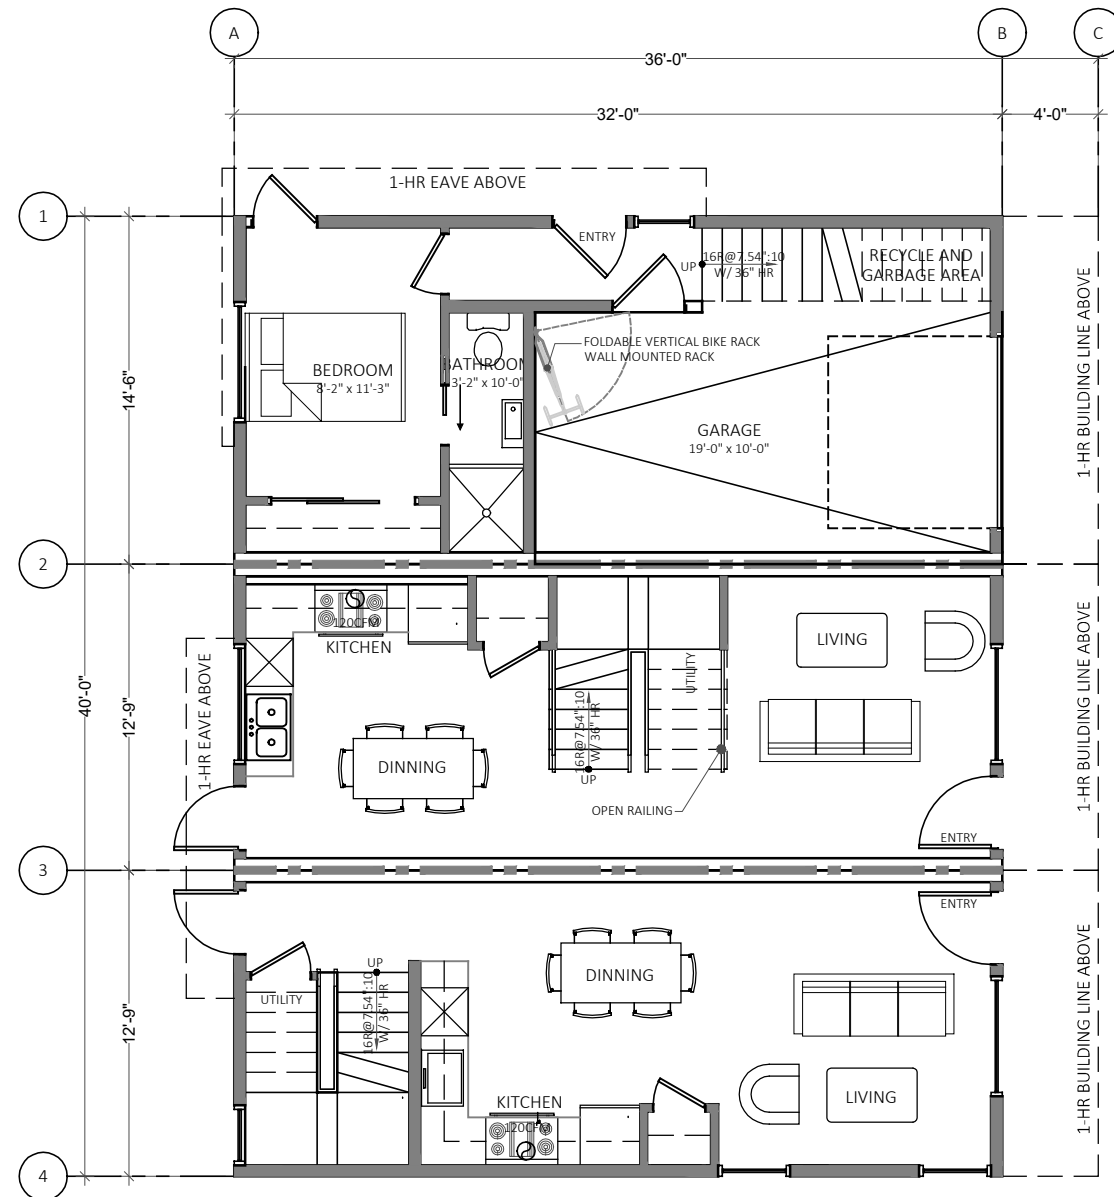 A
B
C
36'-0"
32'-0"
4'-0"
1-HR EAVE ABOVE
1
ENTRY
16R@7.54":10
W/ 36" HR
UP
RECYCLE AND
GARBAGE AREA
1-HR BUILDING LINE ABOVE
FOLDABLE VERTICAL BIKE RACK
WALL MOUNTED RACK
BEDROOM
8'-2" x 11'-3"
BATHROOM
3'-2" x 10'-0"
14'-6"
GARAGE
19'-0" x 10'-0"
2
120CFM
KITCHEN
LIVING
UTILITY
1-HR EAVE ABOVE
40'-0"
12'-9"
16R@7.54":10
W/ 36" HR
UP
DINNING
OPEN RAILING
1-HR BUILDING LINE ABOVE
ENTRY
3
ENTRY
UP
UTILITY
16R@7.54":10
W/ 36" HR
DINNING
12'-9"
1-HR BUILDING LINE ABOVE
KITCHEN
120CFM
LIVING
4